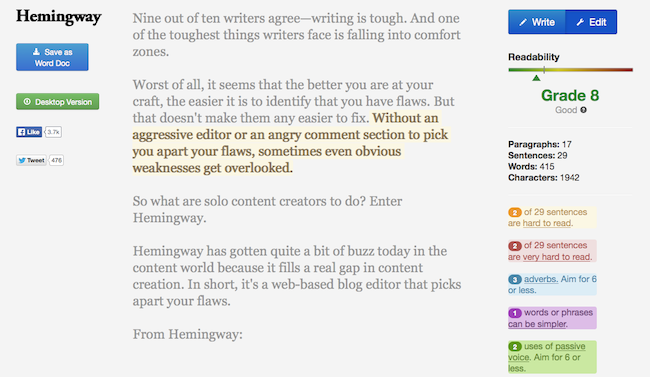 Hemingway
Save as
Word Doc
Desktop Version
Like 3.7k
Tweet 476
Nine out of ten writers agree—writing is tough. And one
of the toughest things writers face is falling into comfort
zones.
Worst of all, it seems that the better you are at your
craft, the easier it is to identify that you have flaws. But
that doesn't make them any easier to fix. Without an
aggressive editor or an angry comment section to pick
you apart your flaws, sometimes even obvious
weaknesses get overlooked.
So what are solo content creators to do? Enter
Hemingway.
Hemingway has gotten quite a bit of buzz today in the
content world because it fills a real gap in content
creation. In short, it's a web-based blog editor that picks
apart your flaws.
From Hemingway:
Write Edit
Readability
Grade 8
Good ?
Paragraphs: 17
Sentences: 29
Words: 415
Characters: 1942
2 of 29 sentences
are hard to read.
2 of 29 sentences
are very hard to read.
3 adverbs. Aim for 6
or less.
1 words or phrases
can be simpler.
2 uses of passive
voice. Aim for 6 or
less.